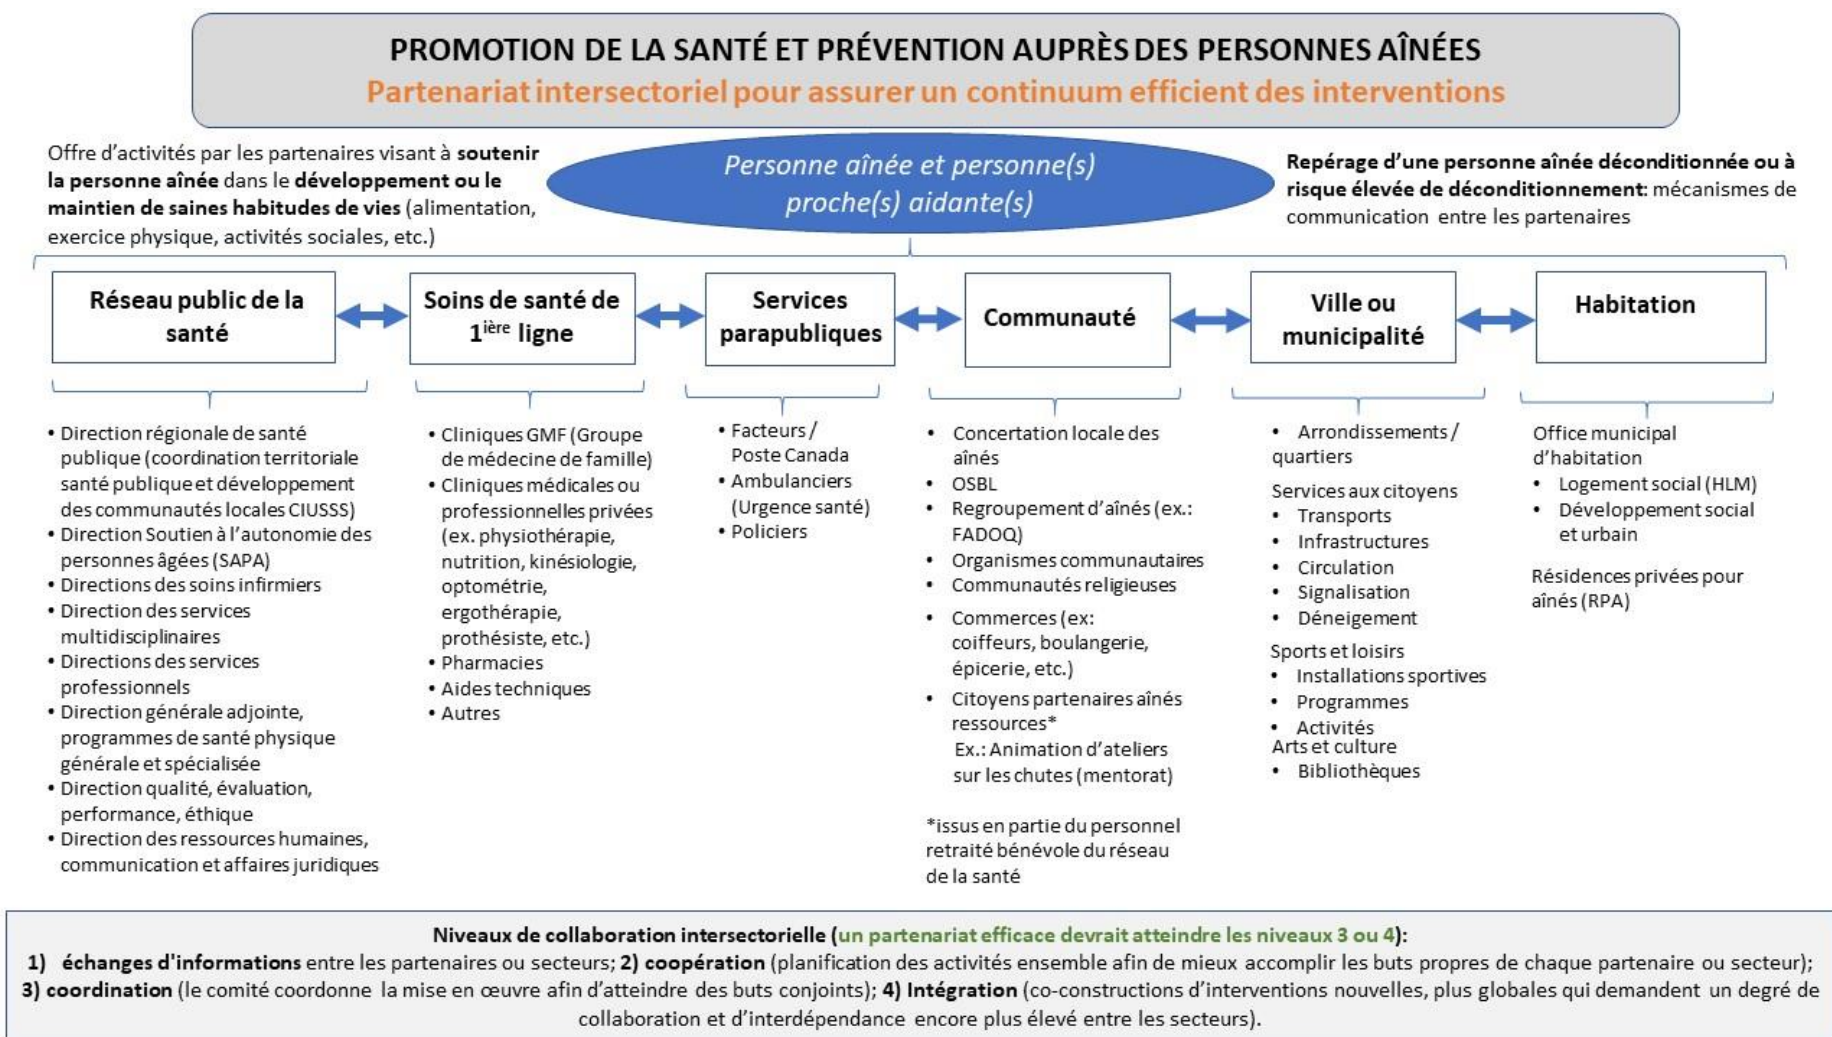 PROMOTION DE LA SANTÉ ET PRÉVENTION AUPRÈS DES PERSONNES AÎNÉES
Partenariat intersectoriel pour assurer un continuum efficient des interventions
Offre d'activités par les partenaires visant à soutenir
la personne aînée dans le développement ou le
maintien de saines habitudes de vies (alimentation,
exercice physique, activités sociales, etc.)
Personne aînée et personne(s)
proche(s) aidante(s)
Repérage d'une personne aînée déconditionnée ou à
risque élevée de déconditionnement: mécanismes de
communication entre les partenaires
Réseau public de la
santé
• Direction régionale de santé
publique (coordination territoriale
santé publique et développement
des communautés locales CIUSSS)
• Direction Soutien à l'autonomie des
personnes âgées (SAPA)
• Directions des soins infirmiers
• Direction des services
multidisciplinaires
• Directions des services
professionnels
• Direction générale adjointe,
programmes de santé physique
générale et spécialisée
• Direction qualité, évaluation,
performance, éthique
• Direction des ressources humaines,
communication et affaires juridiques
Soins de santé de
1ière ligne
• Cliniques GMF (Groupe
de médecine de famille)
• Cliniques médicales ou
professionnelles privées
(ex. physiothérapie,
nutrition, kinésiologie,
optométrie,
ergothérapie,
prothésiste, etc.)
• Pharmacies
• Aides techniques
• Autres
Services
parapubliques
• Facteurs /
Poste Canada
• Ambulanciers
(Urgence santé)
• Policiers
Communauté
• Concertation locale des
aînés
• OSBL
• Regroupement d'aînés (ex.:
FADOQ)
• Organismes communautaires
• Communautés religieuses
• Commerces (ex:
coiffeurs, boulangerie,
épicerie, etc.)
• Citoyens partenaires aînés
ressources*
Ex.: Animation d'ateliers
sur les chutes (mentorat)
*issus en partie du personnel
retraité bénévole du réseau
de la santé
Ville ou
municipalité
• Arrondissements /
quartiers
Services aux citoyens
• Transports
• Infrastructures
• Circulation
• Signalisation
• Déneigement
Sports et loisirs
• Installations sportives
• Programmes
• Activités
Arts et culture
• Bibliothèques
Habitation
Office municipal
d'habitation
• Logement social (HLM)
• Développement social
et urbain
Résidences privées pour
aînés (RPA)
Niveaux de collaboration intersectorielle (un partenariat efficace devrait atteindre les niveaux 3 ou 4):
1) échanges d'informations entre les partenaires ou secteurs; 2) coopération (planification des activités ensemble afin de mieux accomplir les buts propres de chaque partenaire ou secteur);
3) coordination (le comité coordonne la mise en œuvre afin d'atteindre des buts conjoints); 4) Intégration (co-constructions d'interventions nouvelles, plus globales qui demandent un degré de
collaboration et d'interdépendance encore plus élevé entre les secteurs).